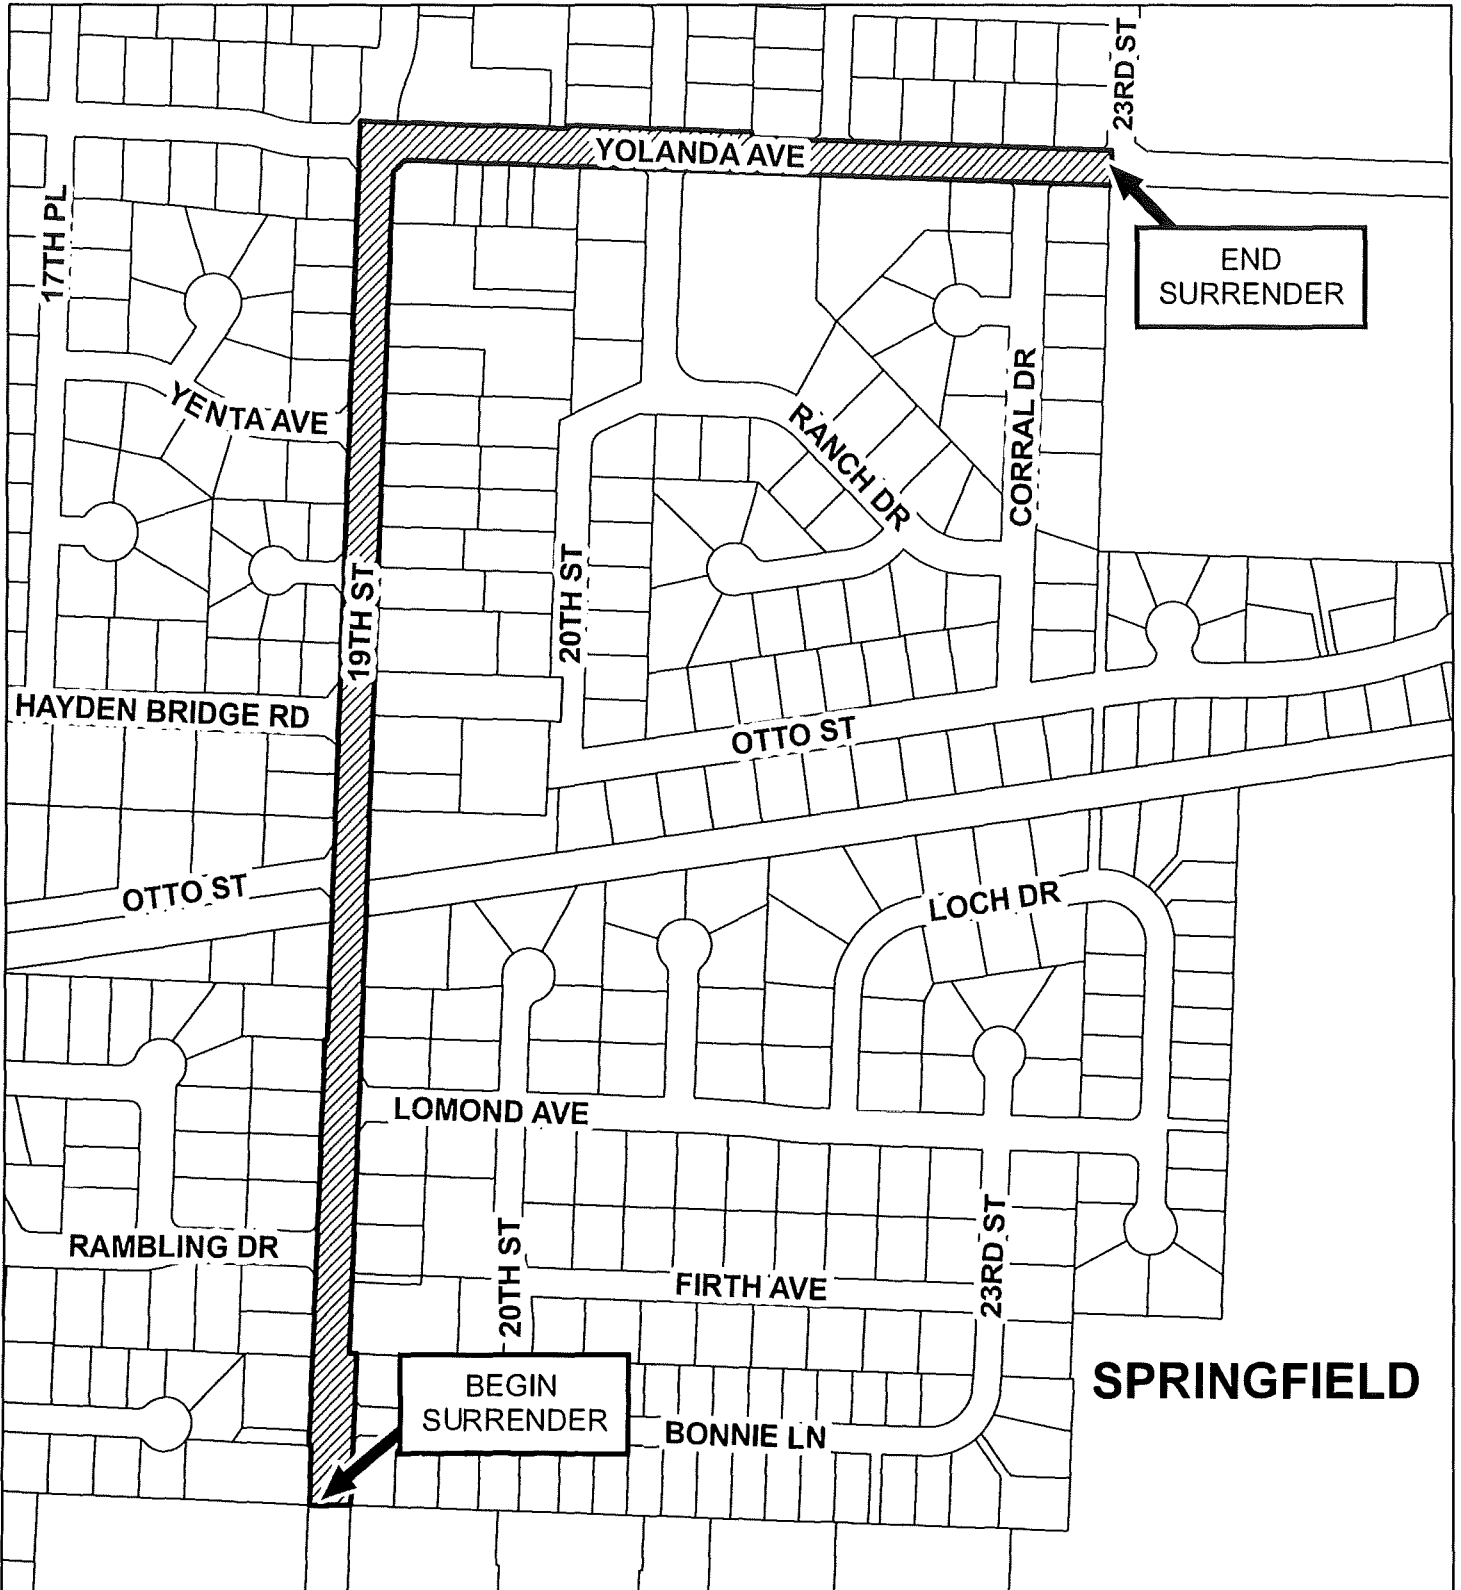 23RD ST
YOLANDA AVE
17TH PL
END
SURRENDER
YENTA AVE
RANCH DR
CORRAL DR
19TH ST
20TH ST
HAYDEN BRIDGE RD
OTTO ST
OTTO ST
LOCH DR
LOMOND AVE
RAMBLING DR
20TH ST
FIRTH AVE
23RD ST
BEGIN
SURRENDER
SPRINGFIELD
BONNIE LN